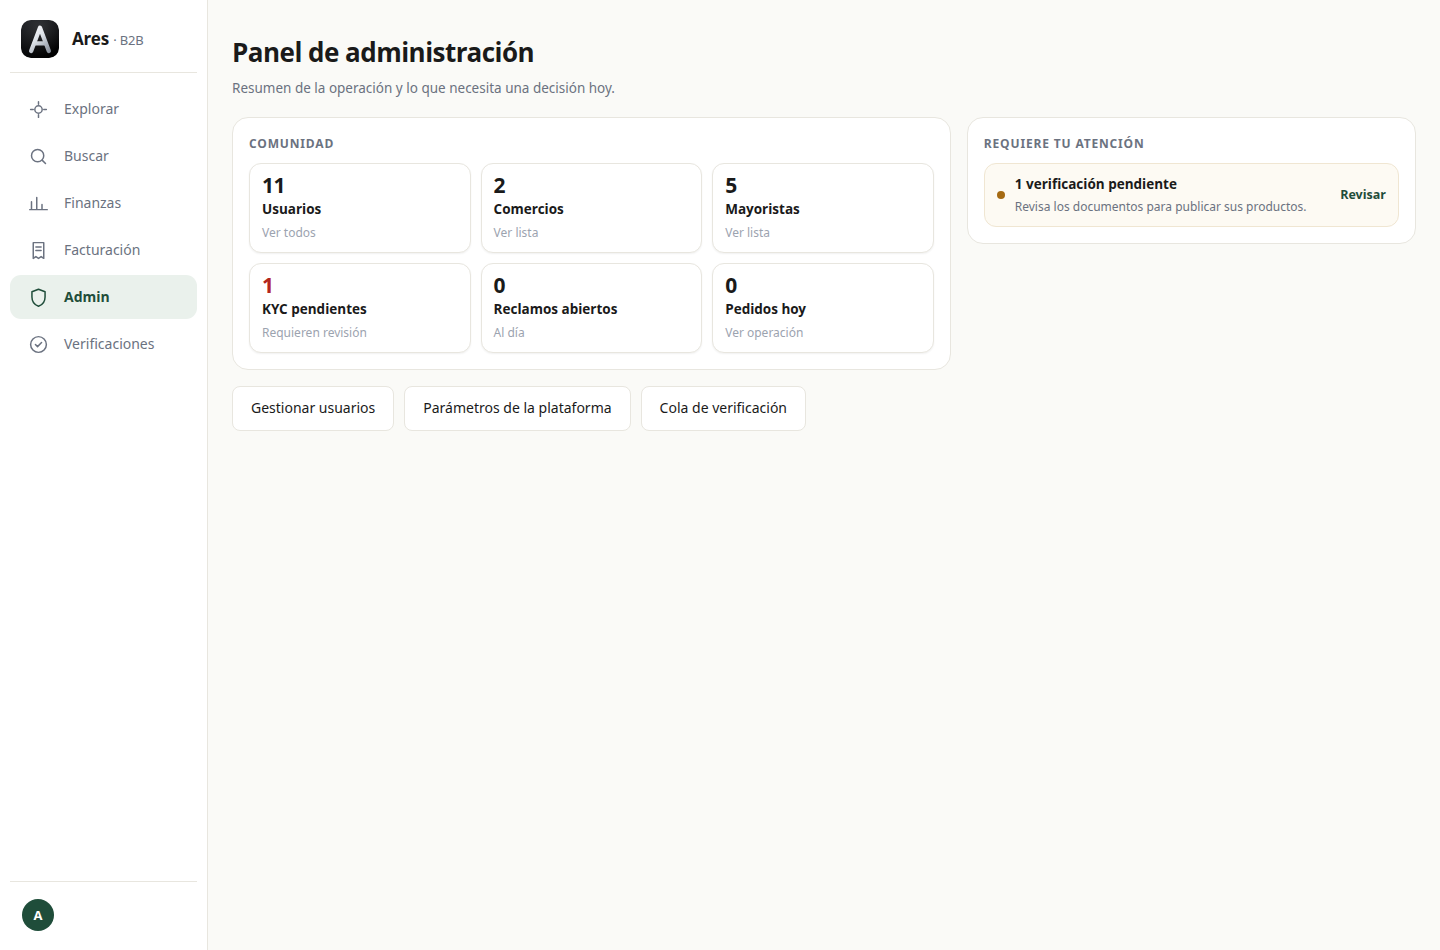 Ares · B2B
Explorar
Buscar
Finanzas
Facturación
Admin
Verificaciones
A
Panel de administración
Resumen de la operación y lo que necesita una decisión hoy.
COMUNIDAD
11
Usuarios
Ver todos
2
Comercios
Ver lista
5
Mayoristas
Ver lista
1
KYC pendientes
Requieren revisión
0
Reclamos abiertos
Al día
0
Pedidos hoy
Ver operación
Gestionar usuarios
Parámetros de la plataforma
Cola de verificación
REQUIERE TU ATENCIÓN
1 verificación pendiente
Revisa los documentos para publicar sus productos.
Revisar